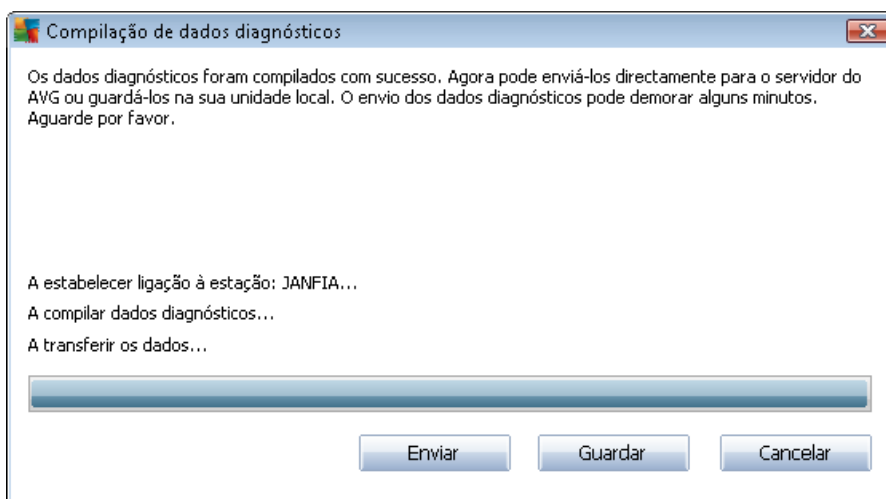 Compilação de dados diagnósticos
Os dados diagnósticos foram compilados com sucesso. Agora pode enviá-los directamente para o servidor do
AVG ou guardá-los na sua unidade local. O envio dos dados diagnósticos pode demorar alguns minutos.
Aguarde por favor.
A estabelecer ligação à estação: JANFIA...
A compilar dados diagnósticos...
A transferir os dados...
Enviar Guardar Cancelar